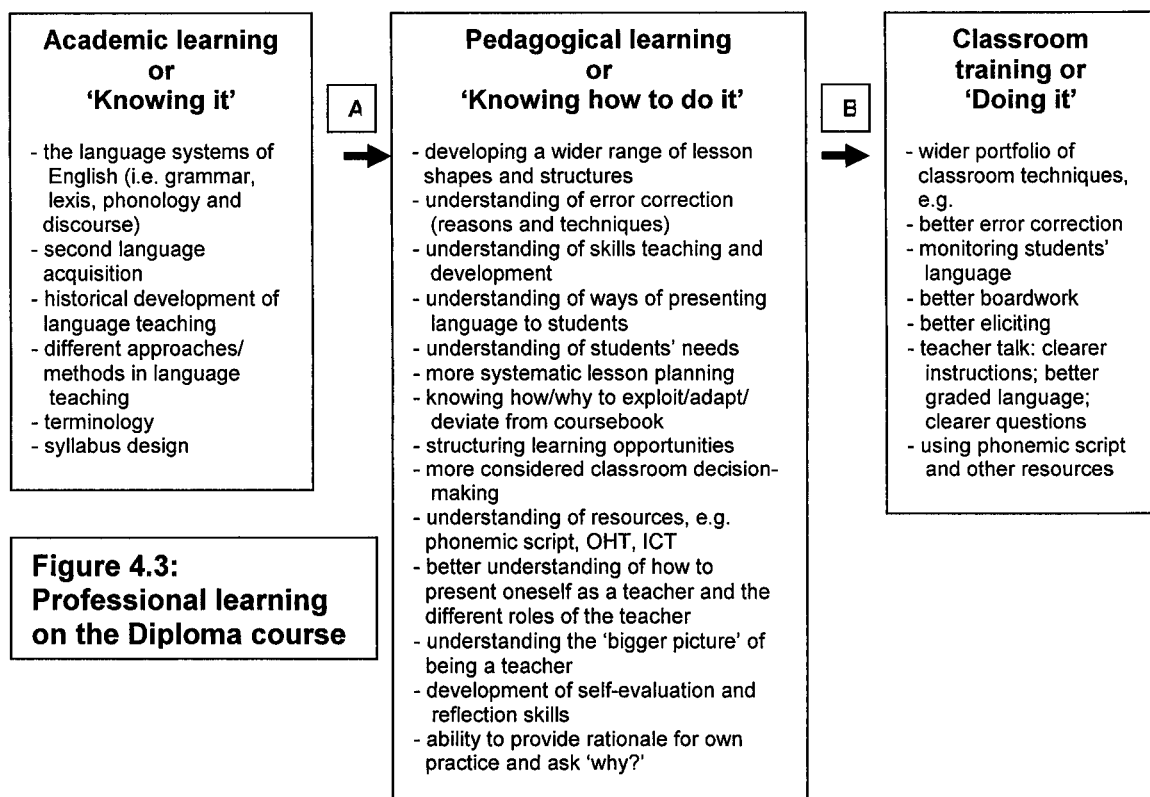 Academic learning
or
‘Knowing it’
- the language systems of
English (i.e. grammar,
lexis, phonology and
discourse)
- second language
acquisition
- historical development of
language teaching
- different approaches/
methods in language
teaching
- terminology
- syllabus design
A
Pedagogical learning
or
‘Knowing how to do it’
- developing a wider range of lesson
shapes and structures
- understanding of error correction
(reasons and techniques)
- understanding of skills teaching and
development
- understanding of ways of presenting
language to students
- understanding of students’ needs
- more systematic lesson planning
- knowing how/why to exploit/adapt/
deviate from coursebook
- structuring learning opportunities
- more considered classroom decision-
making
- understanding of resources, e.g.
phonemic script, OHT, ICT
- better understanding of how to
present oneself as a teacher and the
different roles of the teacher
- understanding the ‘bigger picture’ of
being a teacher
- development of self-evaluation and
reflection skills
- ability to provide rationale for own
practice and ask ‘why?’
B
Classroom
training or
‘Doing it’
- wider portfolio of
classroom techniques,
e.g.
- better error correction
- monitoring students’
language
- better boardwork
- better eliciting
- teacher talk: clearer
instructions; better
graded language;
clearer questions
- using phonemic script
and other resources
Figure 4.3:
Professional learning
on the Diploma course